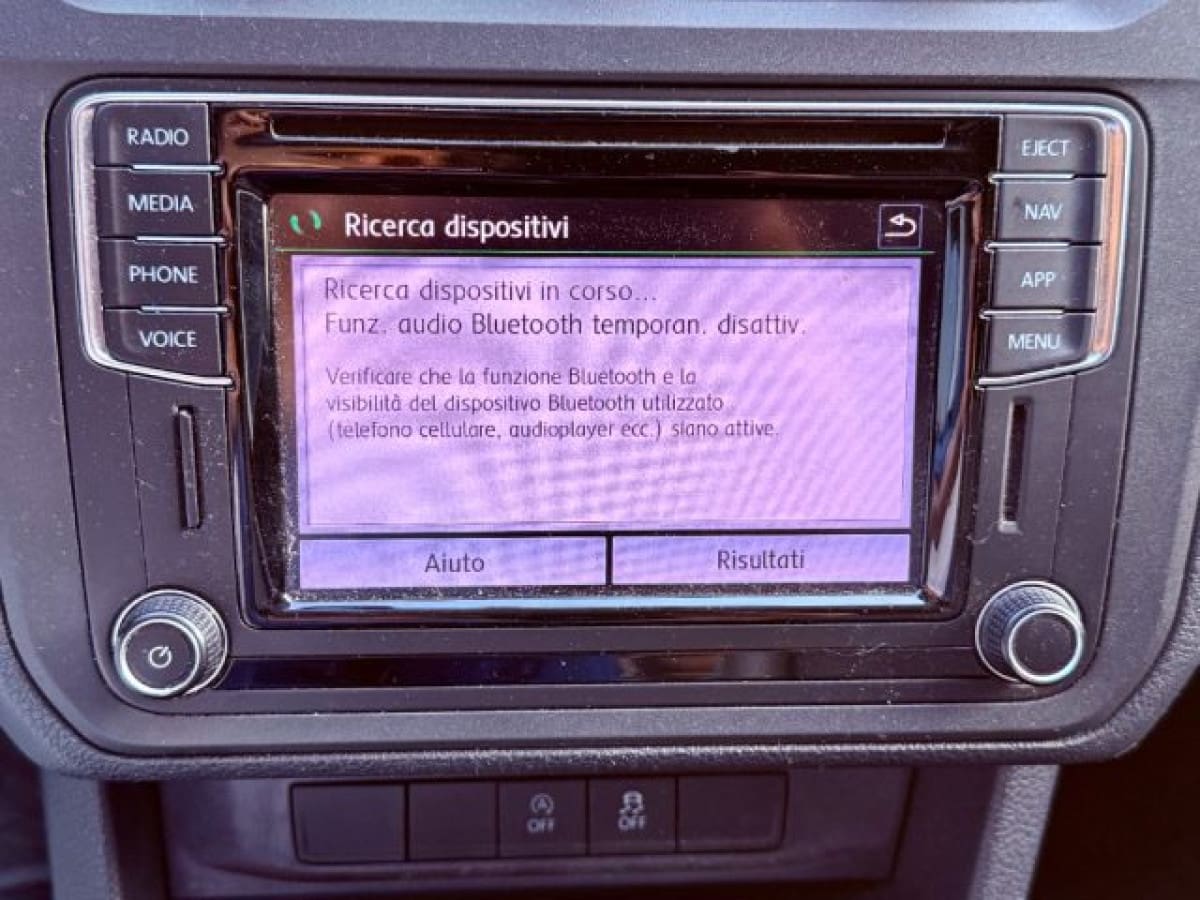 RADIO
MEDIA
PHONE
VOICE
EJECT
NAV
APP
MENU
Ricerca dispositivi
Ricerca dispositivi in corso...
Funz. audio Bluetooth temporan. disattiv.
Verificare che la funzione Bluetooth e la
visibilità del dispositivo Bluetooth utilizzato
(telefono cellulare, audioplayer ecc.) siano attive.
Aiuto
Risultati
A
OFF
OFF